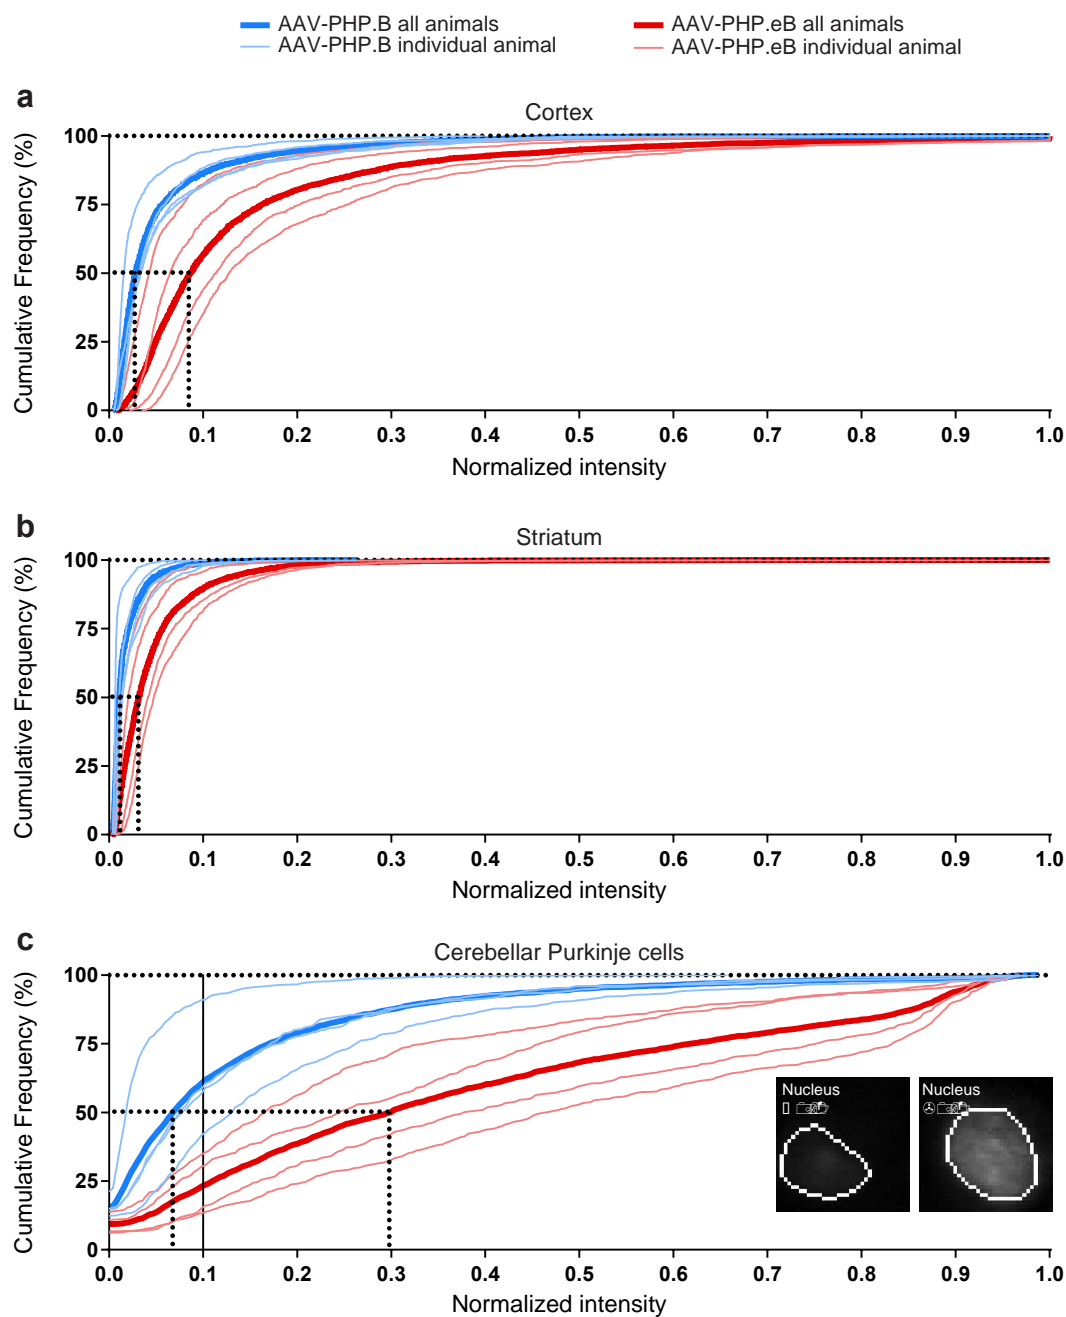 AAV-PHP.B all animals
AAV-PHP.B individual animal
AAV-PHP.eB all animals
AAV-PHP.eB individual animal
a
Cortex
Cumulative Frequency (%)
100
75
50
25
0
0.0 0.1 0.2 0.3 0.4 0.5 0.6 0.7 0.8 0.9 1.0
Normalized intensity
b
Striatum
Cumulative Frequency (%)
100
75
50
25
0
0.0 0.1 0.2 0.3 0.4 0.5 0.6 0.7 0.8 0.9 1.0
Normalized intensity
c
Cerebellar Purkinje cells
Cumulative Frequency (%)
100
75
50
25
0
Nucleus
Nucleus
0.0 0.1 0.2 0.3 0.4 0.5 0.6 0.7 0.8 0.9 1.0
Normalized intensity